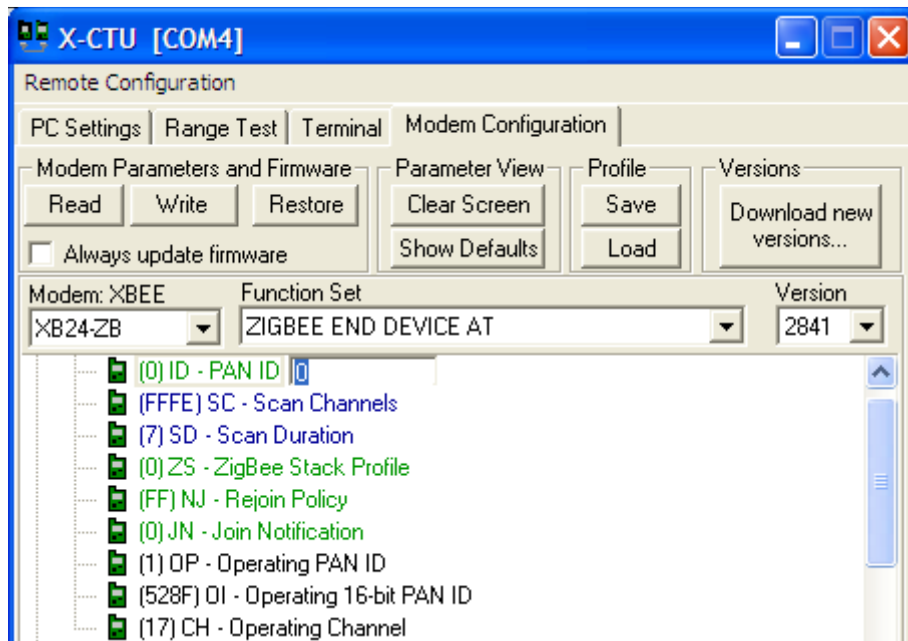 X-CTU [COM4]
Remote Configuration
PC Settings Range Test Terminal Modem Configuration
Modem Parameters and Firmware Parameter View Profile Versions
Read Write Restore Clear Screen Save Download new versions...
Always update firmware Show Defaults Load
Modem: XBEE Function Set Version
XB24-ZB ZIGBEE END DEVICE AT 2841
(0) ID - PAN ID 0
(FFFE) SC - Scan Channels
(7) SD - Scan Duration
(0) ZS - ZigBee Stack Profile
(FF) NJ - Rejoin Policy
(0) JN - Join Notification
(1) OP - Operating PAN ID
(528F) OI - Operating 16-bit PAN ID
(17) CH - Operating Channel